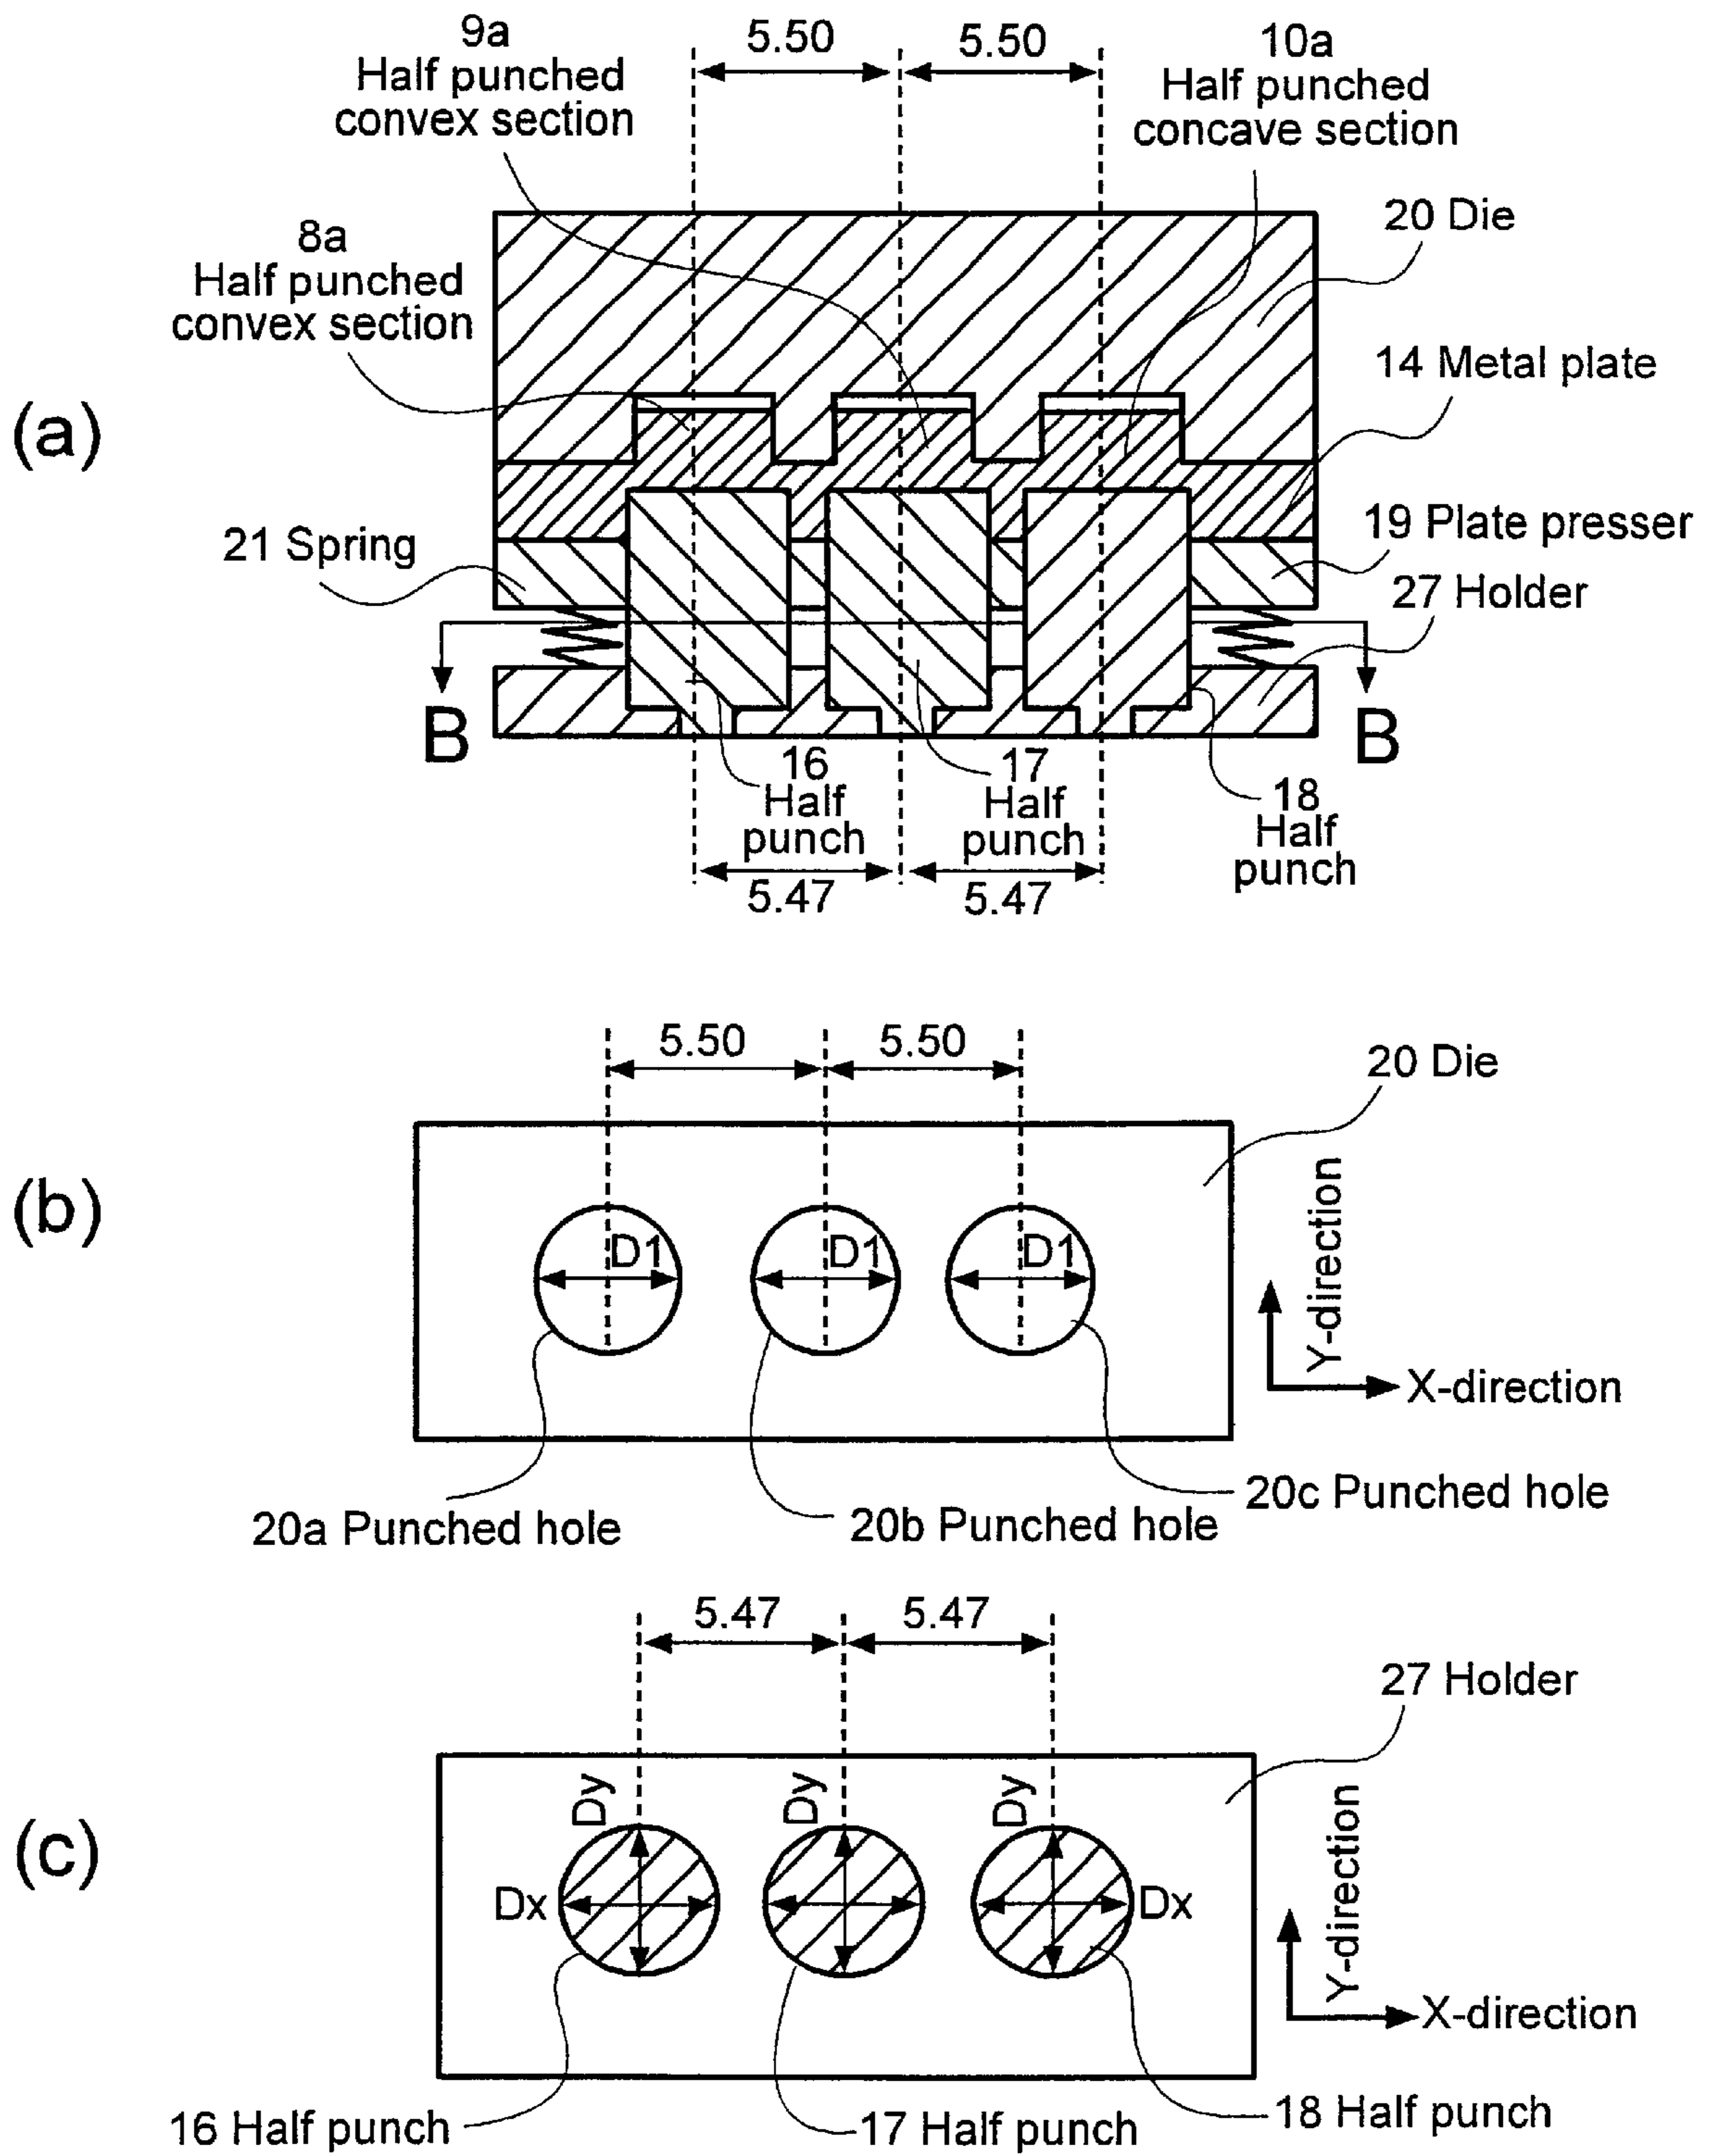 (a)
9a
Half punched
convex section
5.50
5.50
10a
Half punched
concave section
8a
Half punched
convex section
20 Die
14 Metal plate
21 Spring
19 Plate presser
27 Holder
B
B
16
Half
punch
17
Half
punch
18
Half
punch
5.47
5.47
(b)
5.50
5.50
20 Die
D1
D1
D1
Y-direction
X-direction
20a Punched hole
20b Punched hole
20c Punched hole
(c)
5.47
5.47
27 Holder
Dy
Dy
Dy
Dx
Dx
Y-direction
X-direction
16 Half punch
17 Half punch
18 Half punch